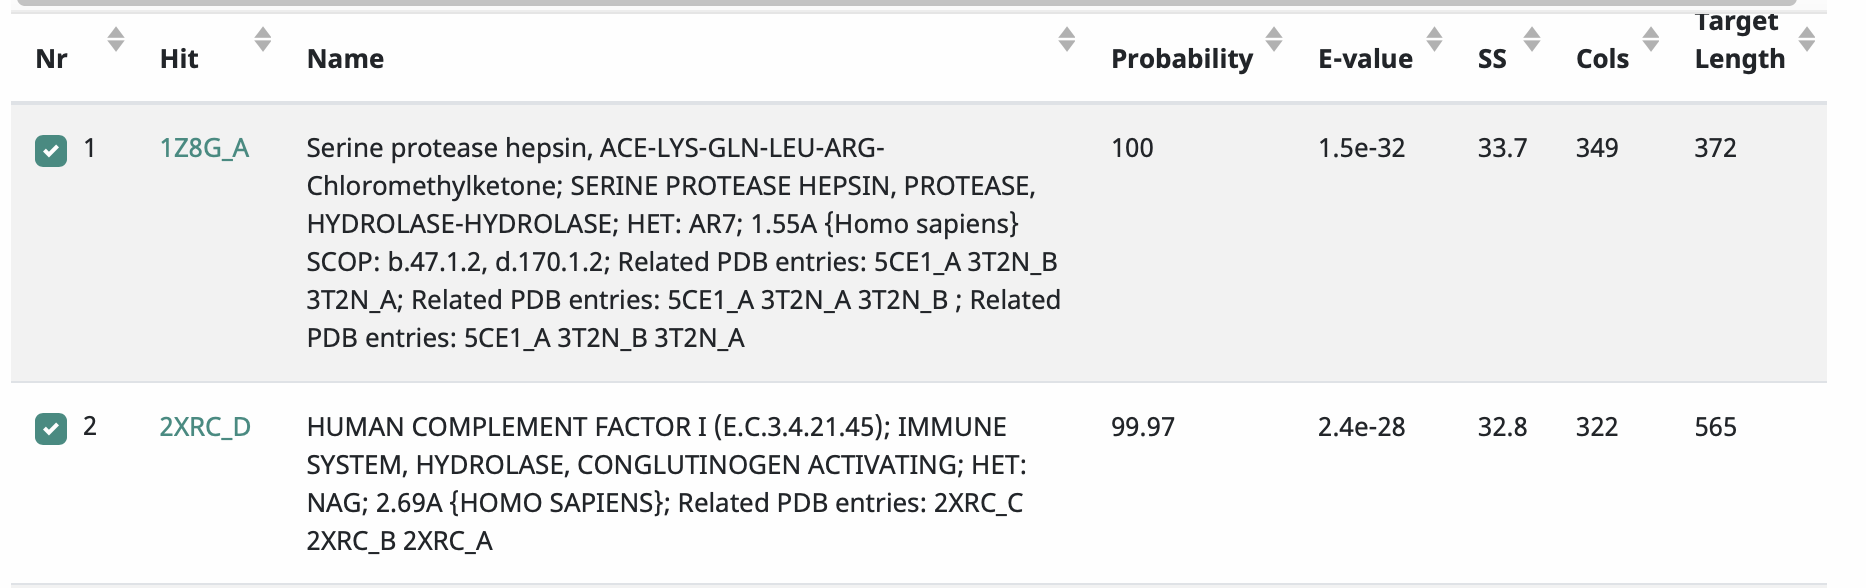 Nr Hit Name Probability E-value SS Cols Target Length
1 1Z8G_A Serine protease hepsin, ACE-LYS-GLN-LEU-ARG- 100 1.5e-32 33.7 349 372
Chloromethylketone; SERINE PROTEASE HEPSIN, PROTEASE,
HYDROLASE-HYDROLASE; HET: AR7; 1.55A {Homo sapiens}
SCOP: b.47.1.2, d.170.1.2; Related PDB entries: 5CE1_A 3T2N_B
3T2N_A; Related PDB entries: 5CE1_A 3T2N_A 3T2N_B ; Related
PDB entries: 5CE1_A 3T2N_B 3T2N_A
2 2XRC_D HUMAN COMPLEMENT FACTOR I (E.C.3.4.21.45); IMMUNE 99.97 2.4e-28 32.8 322 565
SYSTEM, HYDROLASE, CONGLUTINOGEN ACTIVATING; HET:
NAG; 2.69A {HOMO SAPIENS}; Related PDB entries: 2XRC_C
2XRC_B 2XRC_A